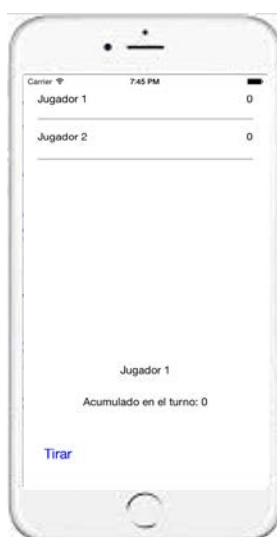 Carrier 7:45 PM
Jugador 1 0
Jugador 2 0
Jugador 1
Acumulado en el turno: 0
Tirar